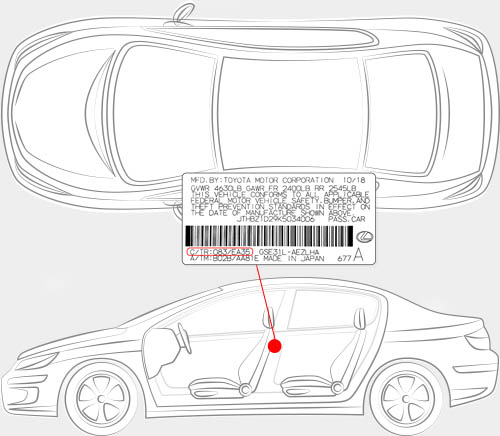 MFD.BY:TOYOTA MOTOR CORPORATION 10/18
GVWR 4630LB GAWR FR 2400LB RR 2545LB
THIS VEHICLE CONFORMS TO ALL APPLICABLE
FEDERAL MOTOR VEHICLE SAFETY,BUMPER,AND
THEFT PREVENTION STANDARDS IN EFFECT ON
THE DATE OF MANUFACTURE SHOWN ABOVE.
JTHBZ1D29K5034006 PASS.CAR
C/TR:083/EA35 GSE31L-AEZLHA
A/TM:B02B/AA81E MADE IN JAPAN 677 A